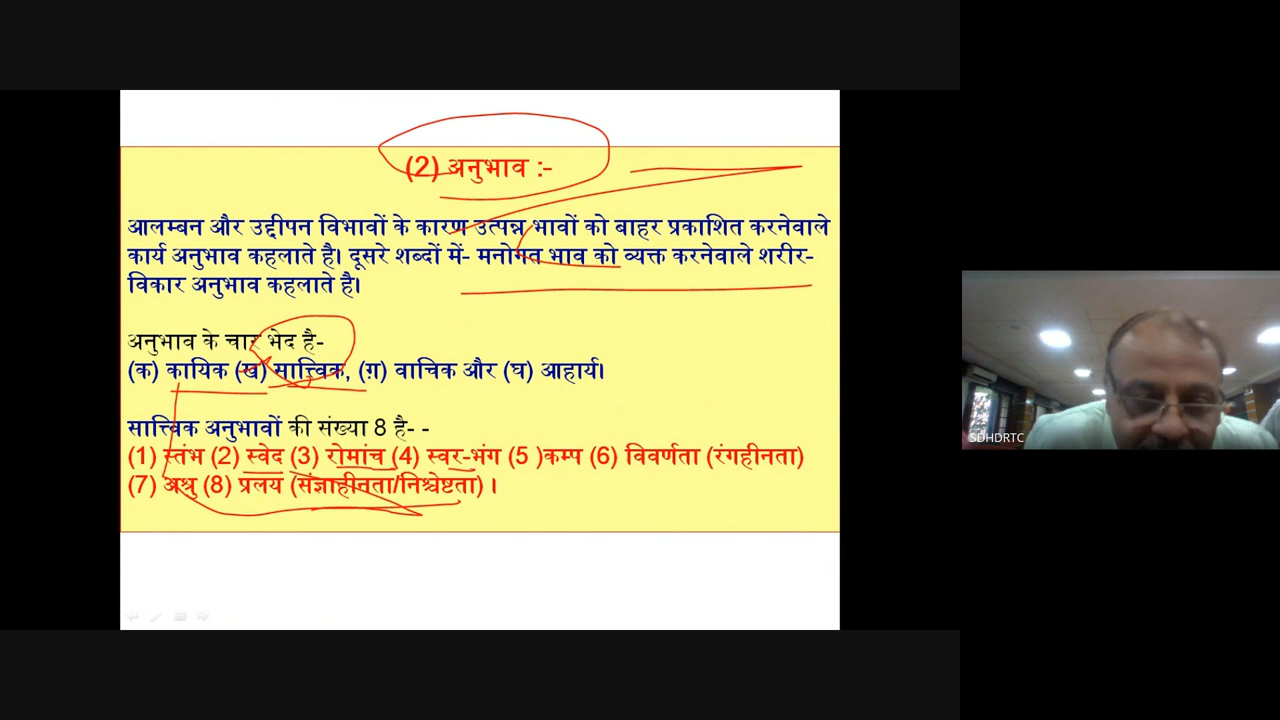 (2) अनुभाव :-
आलम्बन और उद्दीपन विभावों के कारण उत्पन्न भावों को बाहर प्रकाशित करनेवाले
कार्य अनुभाव कहलाते है। दूसरे शब्दों में- मनोगत भाव को व्यक्त करनेवाले शरीर-
विकार अनुभाव कहलाते है।
अनुभाव के चार भेद है-
(क) कायिक (ख) सात्त्विक, (ग़) वाचिक और (घ) आहार्य।
सात्त्विक अनुभावों की संख्या 8 है- -
(1) स्तंभ (2) स्वेद (3) रोमांच (4) स्वर-भंग (5 )कम्प (6) विवर्णता (रंगहीनता)
(7) अश्रु (8) प्रलय (संज्ञाहीनता/निश्चेष्टता) ।
SDHDRTC